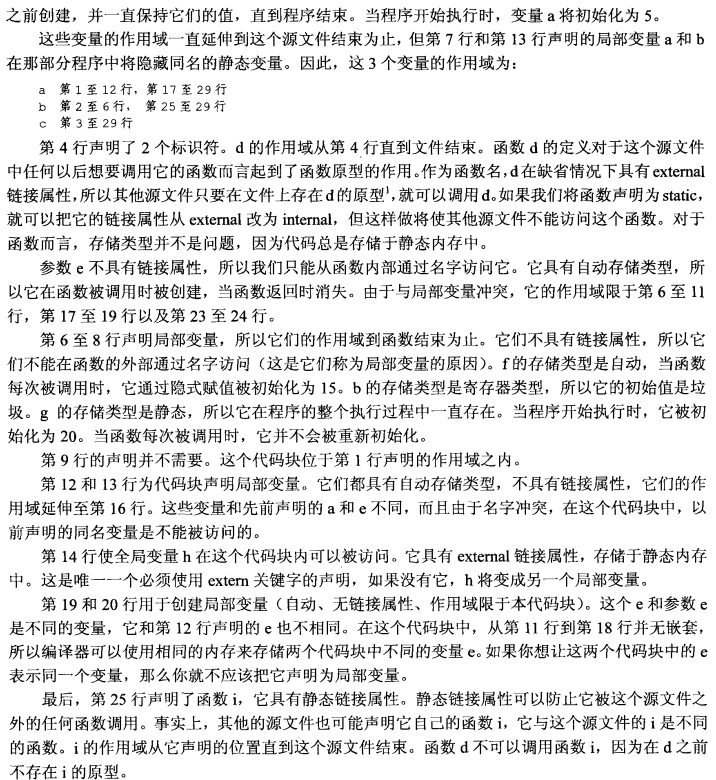 之前创建，并一直保持它们的值，直到程序结束。当程序开始执行时，变量 a 将初始化为 5。
这些变量的作用域一直延伸到这个源文件结束为止，但第 7 行和第 13 行声明的局部变量 a 和 b
在那部分程序中将隐藏同名的静态变量。因此，这 3 个变量的作用域为：
a 第 1 至 12 行，第 17 至 29 行
b 第 2 至 6 行， 第 25 至 29 行
c 第 3 至 29 行
第 4 行声明了 2 个标识符。d 的作用域从第 4 行直到文件结束。函数 d 的定义对于这个源文件
中任何以后想要调用它的函数而言起到了函数原型的作用。作为函数名，d 在缺省情况下具有 external
链接属性，所以其他源文件只要在文件上存在 d 的原型¹，就可以调用 d。如果我们将函数声明为 static，
就可以把它的链接属性从 external 改为 internal，但这样做将使其他源文件不能访问这个函数。对于
函数而言，存储类型并不是问题，因为代码总是存储于静态内存中。
参数 e 不具有链接属性，所以我们只能从函数内部通过名字访问它。它具有自动存储类型，所
以它在函数被调用时被创建，当函数返回时消失。由于与局部变量冲突，它的作用域限于第 6 至 11
行，第 17 至 19 行以及第 23 至 24 行。
第 6 至 8 行声明局部变量，所以它们的作用域到函数结束为止。它们不具有链接属性，所以它
们不能在函数的外部通过名字访问（这是它们称为局部变量的原因）。f 的存储类型是自动，当函数
每次被调用时，它通过隐式赋值被初始化为 15。b 的存储类型是寄存器类型，所以它的初始值是垃
圾。g 的存储类型是静态，所以它在程序的整个执行过程中一直存在。当程序开始执行时，它被初
始化为 20。当函数每次被调用时，它并不会被重新初始化。
第 9 行的声明并不需要。这个代码块位于第 1 行声明的作用域之内。
第 12 和 13 行为代码块声明局部变量。它们都具有自动存储类型，不具有链接属性，它们的作
用域延伸至第 16 行。这些变量和先前声明的 a 和 e 不同，而且由于名字冲突，在这个代码块中，以
前声明的同名变量是不能被访问的。
第 14 行使全局变量 h 在这个代码块内可以被访问。它具有 external 链接属性，存储于静态内存
中。这是唯一一个必须使用 extern 关键字的声明，如果没有它，h 将变成另一个局部变量。
第 19 和 20 行用于创建局部变量（自动、无链接属性、作用域限于本代码块）。这个 e 和参数 e
是不同的变量，它和第 12 行声明的 e 也不相同。在这个代码块中，从第 11 行到第 18 行并无嵌套，
所以编译器可以使用相同的内存来存储两个代码块中不同的变量 e。如果你想让这两个代码块中的 e
表示同一个变量，那么你就不应该把它声明为局部变量。
最后，第 25 行声明了函数 i，它具有静态链接属性。静态链接属性可以防止它被这个源文件之
外的任何函数调用。事实上，其他的源文件也可能声明它自己的函数 i，它与这个源文件的 i 是不同
的函数。i 的作用域从它声明的位置直到这个源文件结束。函数 d 不可以调用函数 i，因为在 d 之前
不存在 i 的原型。